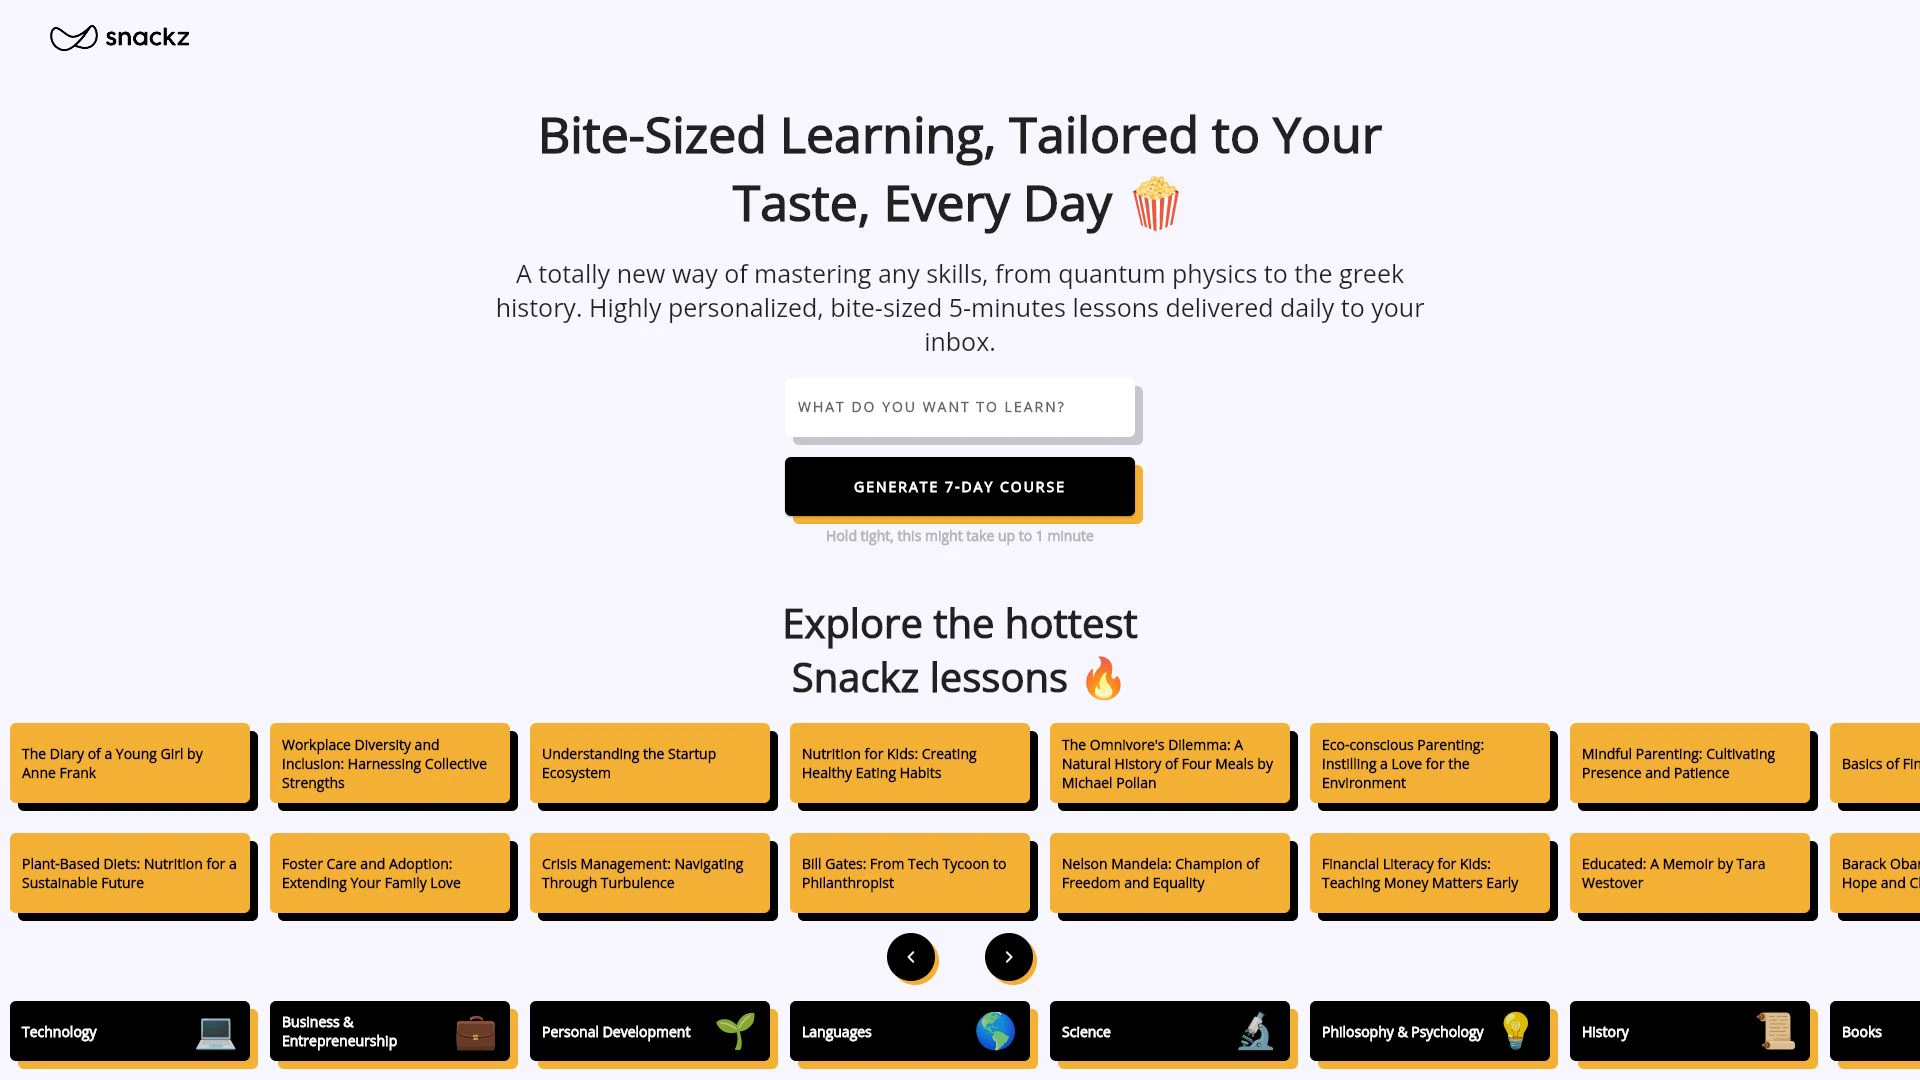 snackz
Bite-Sized Learning, Tailored to Your
Taste, Every Day
A totally new way of mastering any skills, from quantum physics to the greek
history. Highly personalized, bite-sized 5-minutes lessons delivered daily to your
inbox.
WHAT DO YOU WANT TO LEARN?
GENERATE 7-DAY COURSE
Hold tight, this might take up to 1 minute
Explore the hottest
Snackz lessons
The Diary of a Young Girl by
Anne Frank
Workplace Diversity and
Inclusion: Harnessing Collective
Strengths
Understanding the Startup
Ecosystem
Nutrition for Kids: Creating
Healthy Eating Habits
The Omnivore's Dilemma: A
Natural History of Four Meals by
Michael Pollan
Eco-conscious Parenting:
Instilling a Love for the
Environment
Mindful Parenting: Cultivating
Presence and Patience
Basics of
Plant-Based Diets: Nutrition for a
Sustainable Future
Foster Care and Adoption:
Extending Your Family Love
Crisis Management: Navigating
Through Turbulence
Bill Gates: From Tech Tycoon to
Philanthropist
Nelson Mandela: Champion of
Freedom and Equality
Financial Literacy for Kids:
Teaching Money Matters Early
Educated: A Memoir by Tara
Westover
Barack
Hope and
Technology
Business &
Entrepreneurship
Personal Development
Languages
Science
Philosophy & Psychology
History
Books